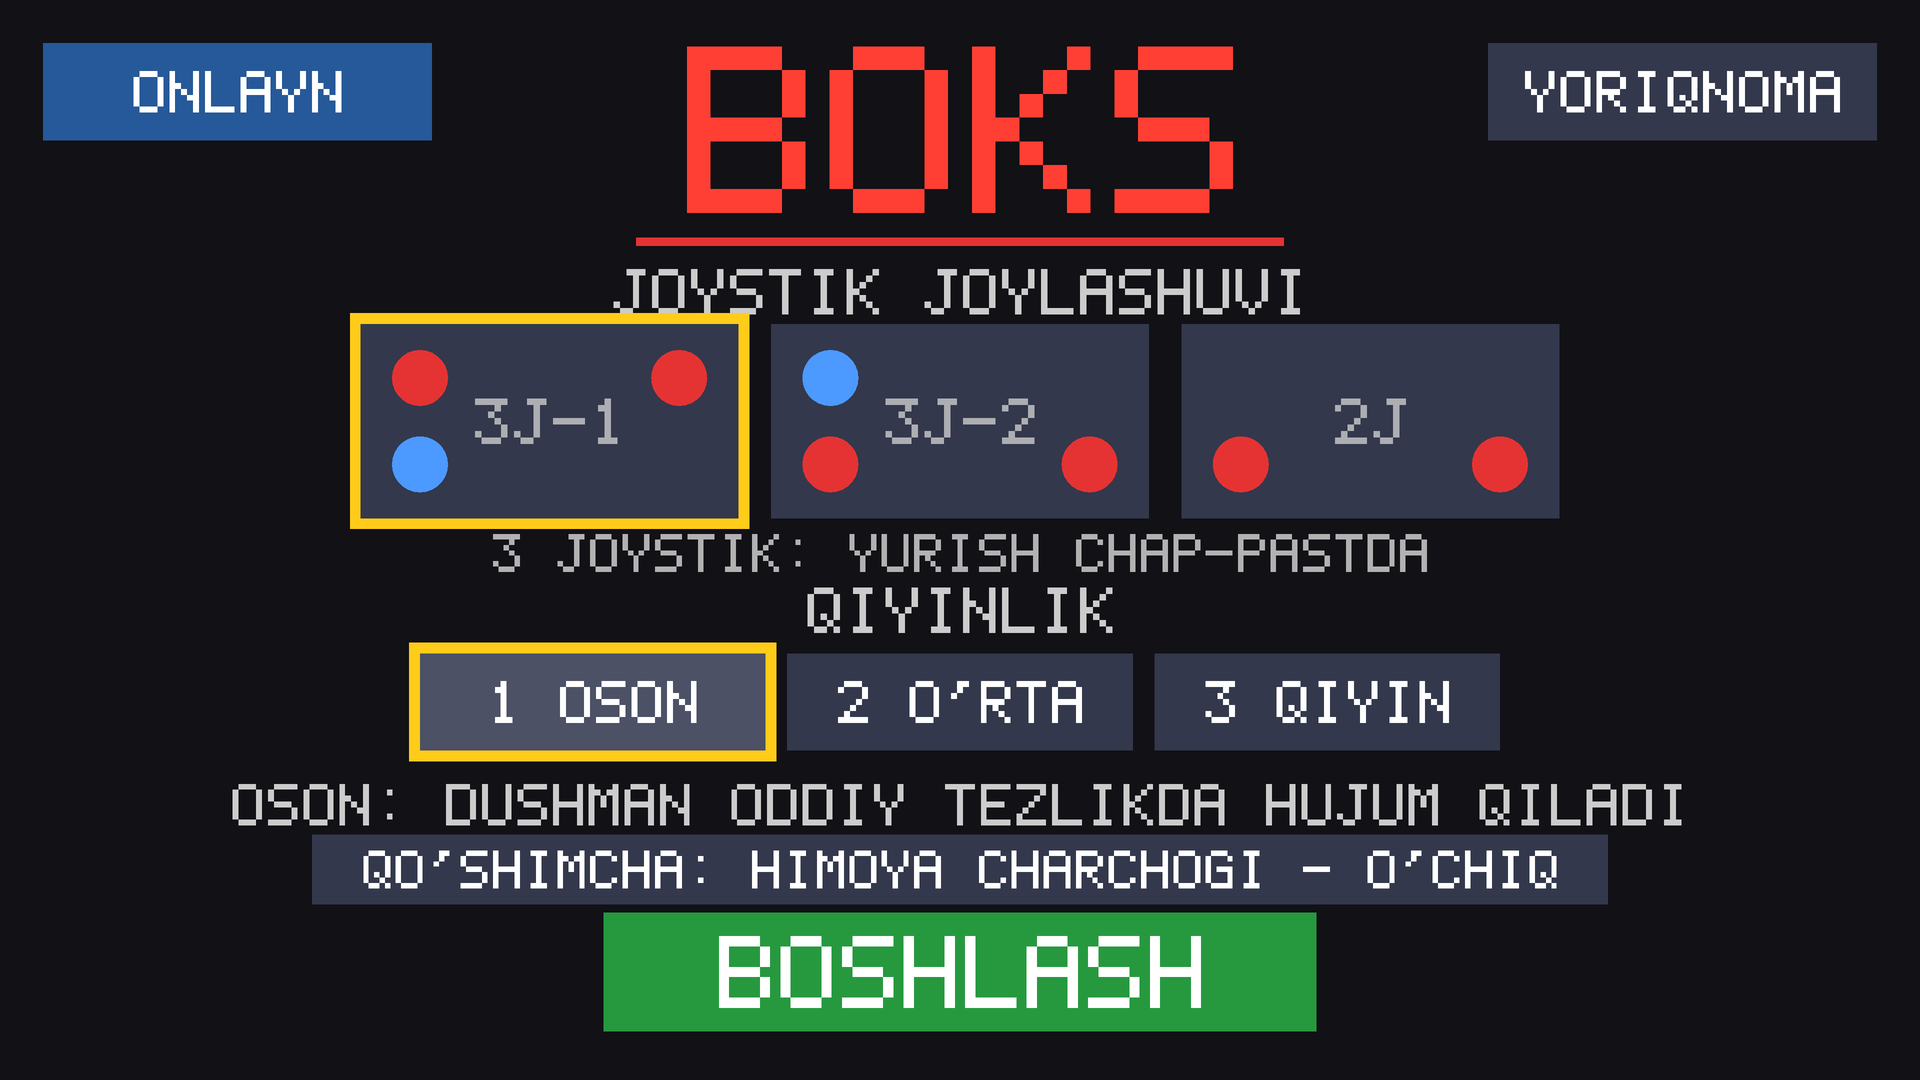 ONLAYN
BOKS
YORIQNOMA
JOYSTIK JOYLASHUVI
3J-1
3J-2
2J
3 JOYSTIK: YURISH CHAP-PASTDA
QIYINLIK
1 OSON
2 O'RTA
3 QIYIN
OSON: DUSHMAN ODDIY TEZLIKDA HUJUM QILADI
QO'SHIMCHA: HIMOYA CHARCHOGI - O'CHIQ
BOSHLASH